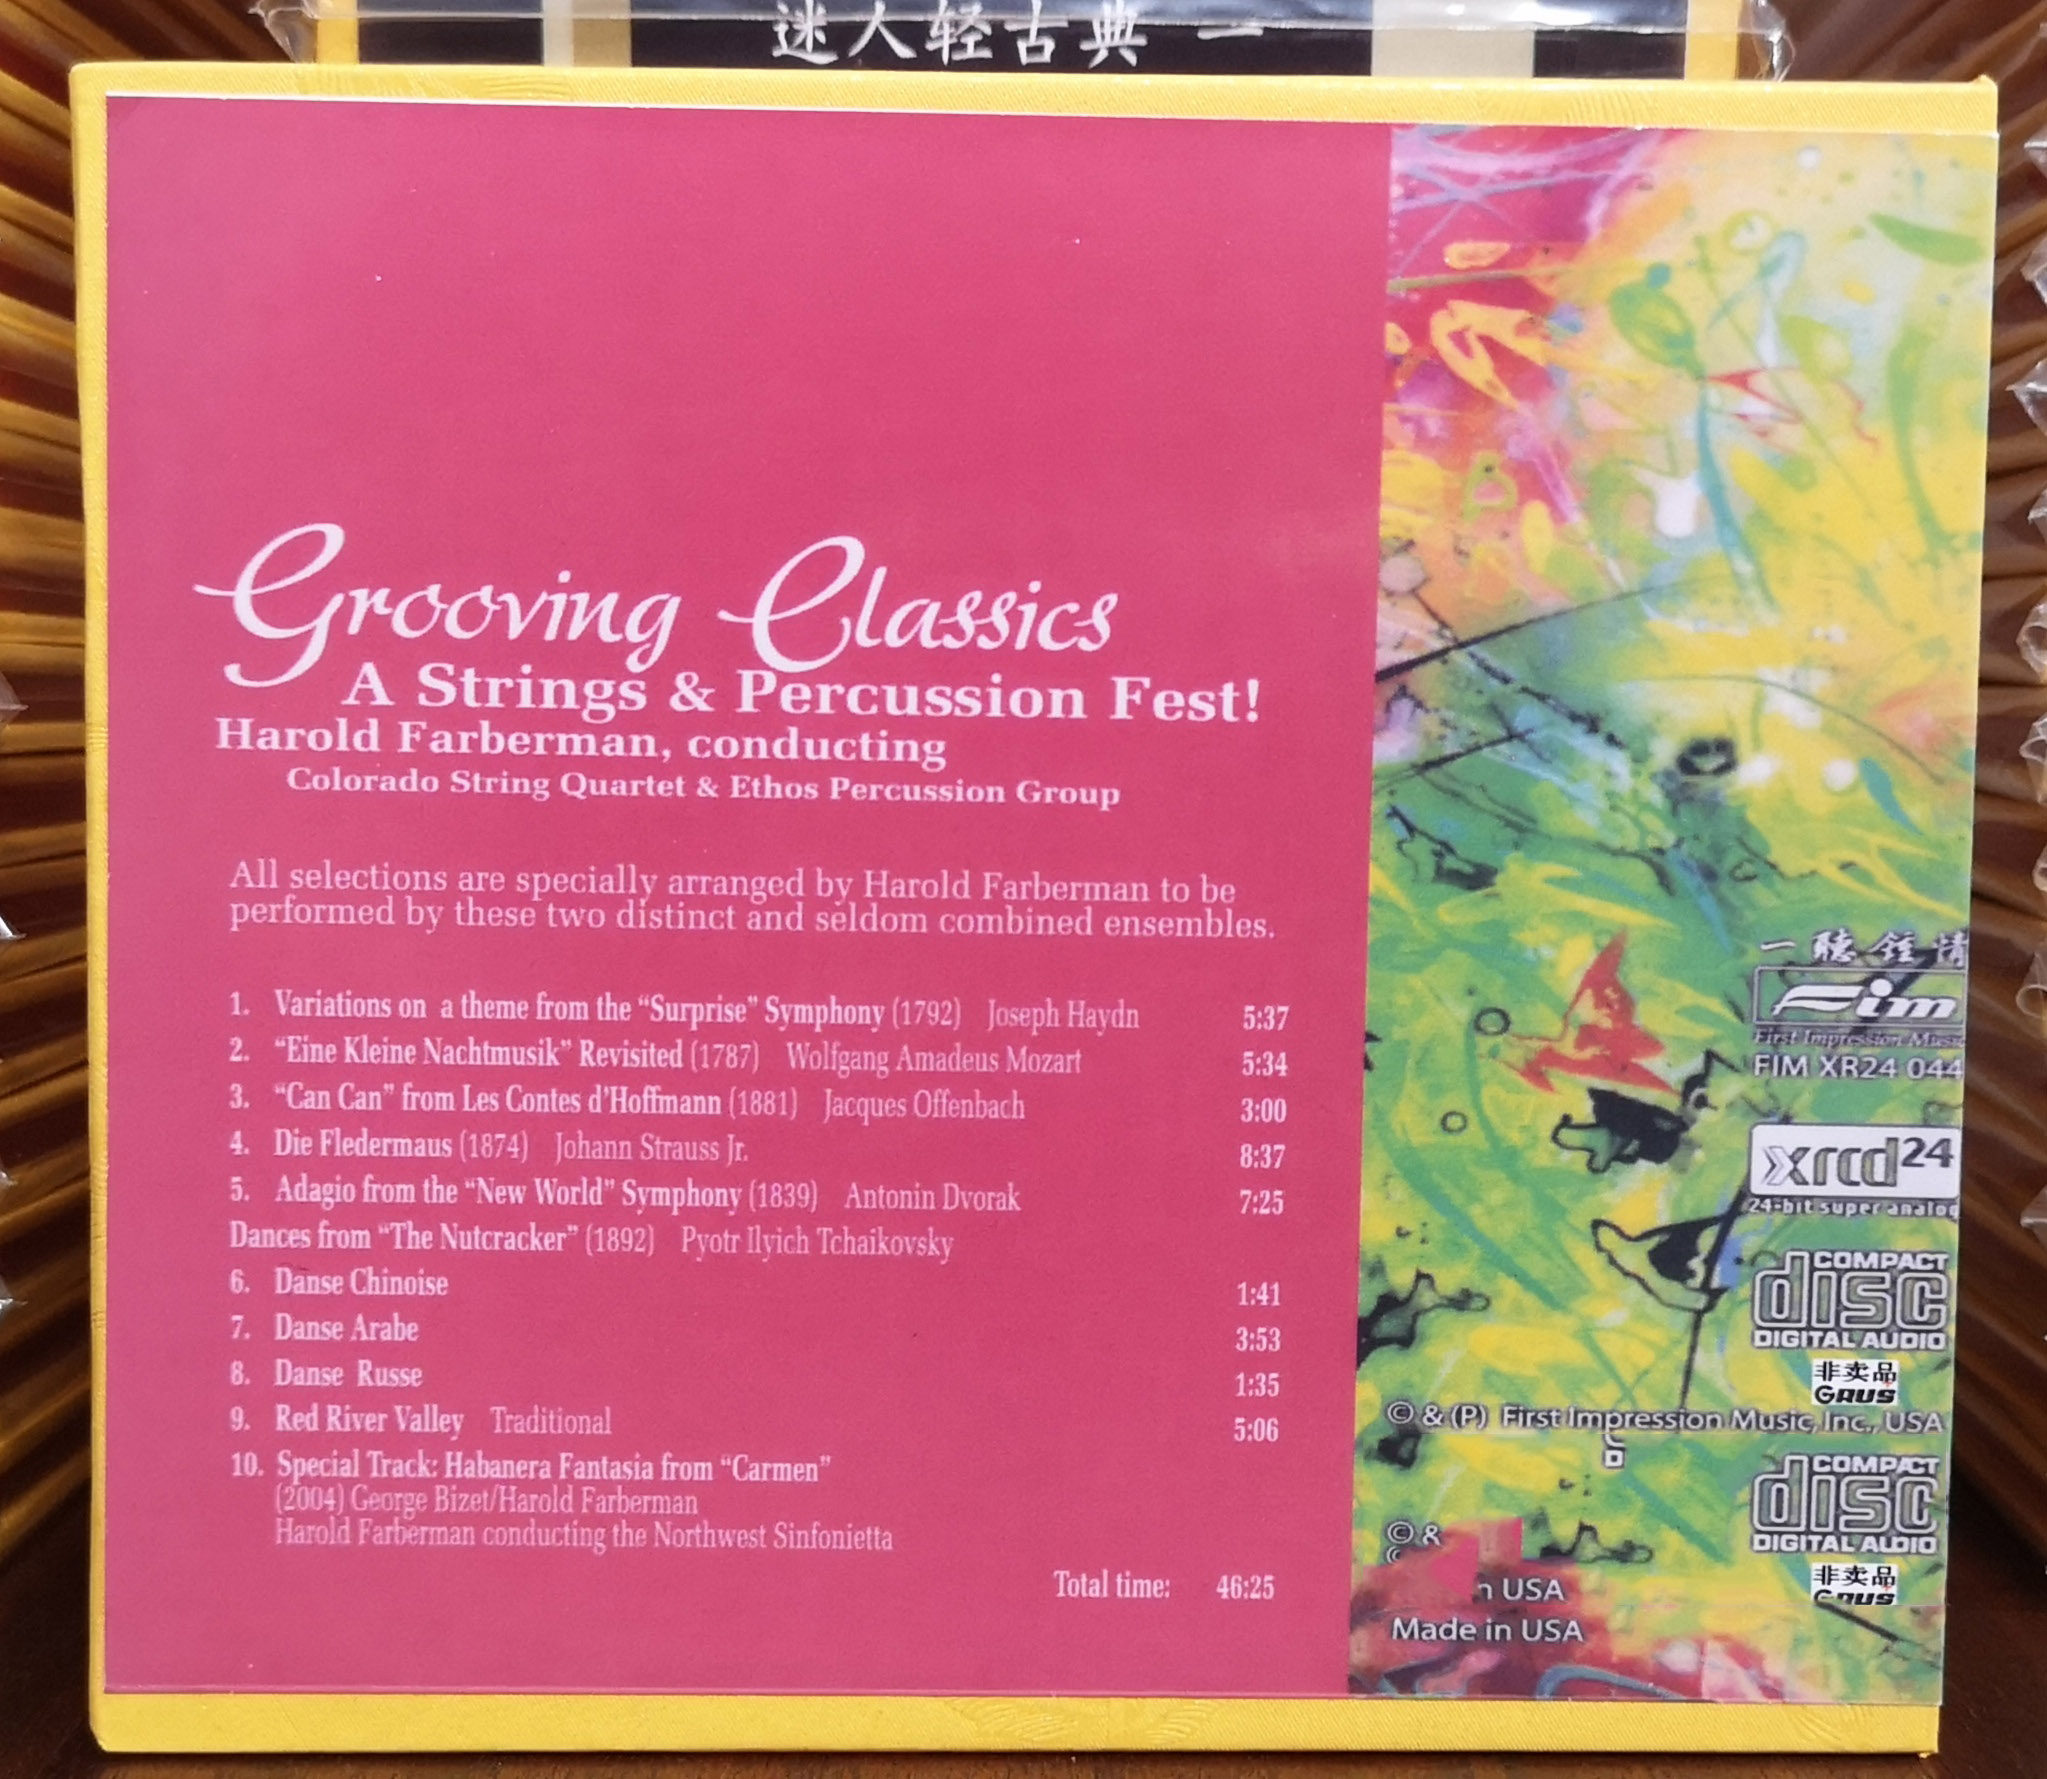 迷人轻古典 一
Grooving Classics
A Strings & Percussion Fest!
Harold Farberman, conducting
Colorado String Quartet & Ethos Percussion Group
All selections are specially arranged by Harold Farberman to be
performed by these two distinct and seldom combined ensembles.
1. Variations on a theme from the “Surprise” Symphony (1792) Joseph Haydn 5:37
2. “Eine Kleine Nachtmusik” Revisited (1787) Wolfgang Amadeus Mozart 5:34
3. “Can Can” from Les Contes d’Hoffmann (1881) Jacques Offenbach 3:00
4. Die Fledermaus (1874) Johann Strauss Jr. 8:37
5. Adagio from the “New World” Symphony (1839) Antonin Dvorak 7:25
Dances from “The Nutcracker” (1892) Pyotr Ilyich Tchaikovsky
6. Danse Chinoise 1:41
7. Danse Arabe 3:53
8. Danse Russe 1:35
9. Red River Valley Traditional 5:06
10. Special Track: Habanera Fantasia from “Carmen”
(2004) George Bizet/Harold Farberman
Harold Farberman conducting the Northwest Sinfonietta
Total time: 46:25
一聽鍾情
Fim
First Impression Music
FIM XR24 044
xrcd24
24-bit super analog
COMPACT
disc
DIGITAL AUDIO
非卖品
GAUS
© & (P) First Impression Music, Inc., USA
COMPACT
disc
DIGITAL AUDIO
© &
非卖品
n USA
GAUS
Made in USA